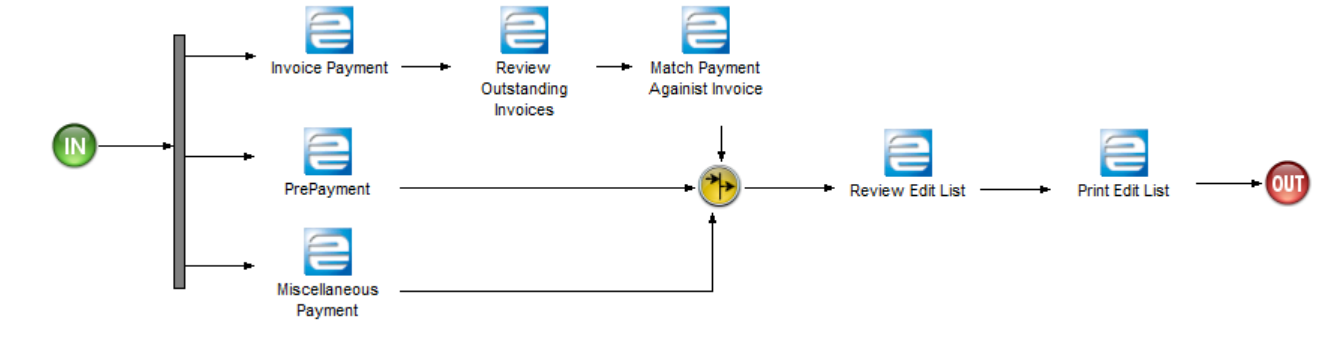 Invoice Payment
Review
Outstanding
Invoices
Match Payment
Againist Invoice
IN
PrePayment
Review Edit List
Print Edit List
OUT
Miscellaneous
Payment